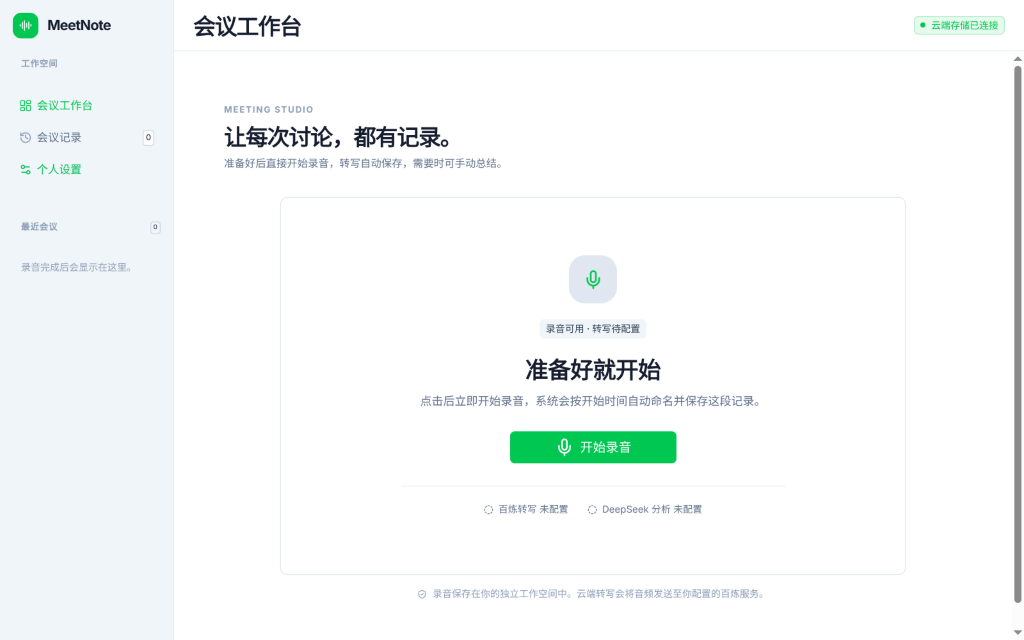 MeetNote
工作空间
会议工作台
会议记录 0
个人设置
最近会议 0
录音完成后会显示在这里。
会议工作台
云端存储已连接
MEETING STUDIO
让每次讨论，都有记录。
准备好后直接开始录音，转写自动保存，需要时可手动总结。
录音可用 · 转写待配置
准备好就开始
点击后立即开始录音，系统会按开始时间自动命名并保存这段记录。
开始录音
百炼转写 未配置 DeepSeek 分析 未配置
录音保存在你的独立工作空间中。云端转写会将音频发送至你配置的百炼服务。